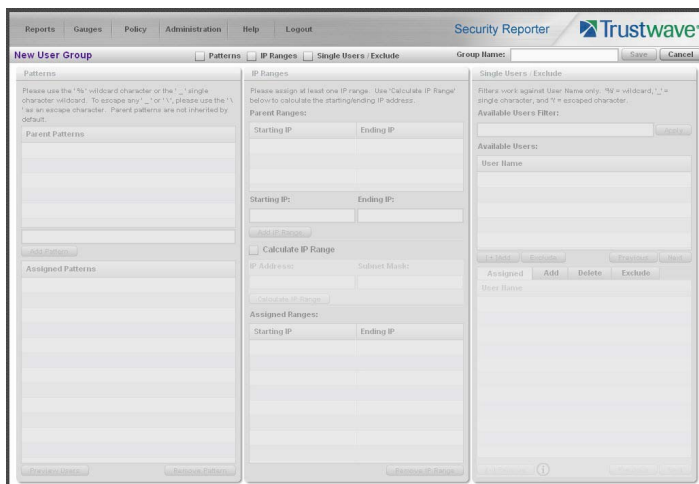 Reports Gauges Policy Administration Help Logout
Security Reporter
Trustwave
New User Group
Patterns IP Ranges Single Users / Exclude
Group Name:
Save Cancel
Patterns
Please use the '%' wildcard character or the '_' single
character wildcard. To escape any '_' or '\', please use the '\
' as an escape character. Parent patterns are not inherited by
default.
Parent Patterns
Add Pattern
Assigned Patterns
Preview Users
Remove Pattern
IP Ranges
Please assign at least one IP range. Use 'Calculate IP Range'
below to calculate the starting/ending IP address.
Parent Ranges:
Starting IP Ending IP
Starting IP: Ending IP:
Add IP Range
Calculate IP Range
IP Address: Subnet Mask:
Calculate IP Range
Assigned Ranges:
Starting IP Ending IP
Remove IP Range
Single Users / Exclude
Filters work against User Name only. '%' = wildcard, '_' =
single character, and '\' = escaped character.
Available Users Filter:
Apply
Available Users:
User Name
Exclude
Previous Next
Assigned Add Delete Exclude
User Name